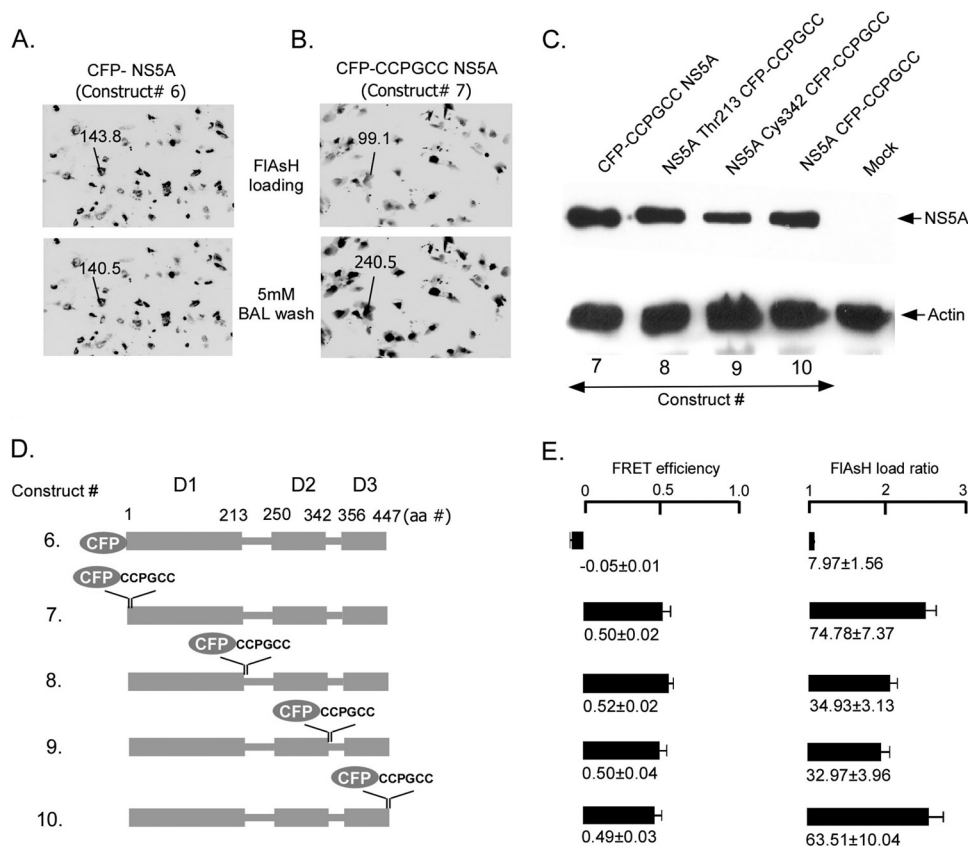 A.
CFP- NS5A
(Construct# 6)
143.8
140.5
B.
CFP-CCPGCC NS5A
(Construct# 7)
99.1
240.5
FlAsH
loading
5mM
BAL wash
C.
CFP-CCPGCC NS5A
NS5A Thr213 CFP-CCPGCC
NS5A Cys342 CFP-CCPGCC
NS5A CFP-CCPGCC
Mock
NS5A
Actin
7 8 9 10
Construct #
D.
Construct #
D1 D2 D3
1 213 250 342 356 447 (aa #)
6. CFP
CFP CCPGCC
7.
CFP CCPGCC
8.
CFP CCPGCC
9.
CFP CCPGCC
10.
E.
FRET efficiency
0 0.5 1.0
-0.05±0.01
0.50±0.02
0.52±0.02
0.50±0.04
0.49±0.03
FlAsH load ratio
1 2 3
7.97±1.56
74.78±7.37
34.93±3.13
32.97±3.96
63.51±10.04